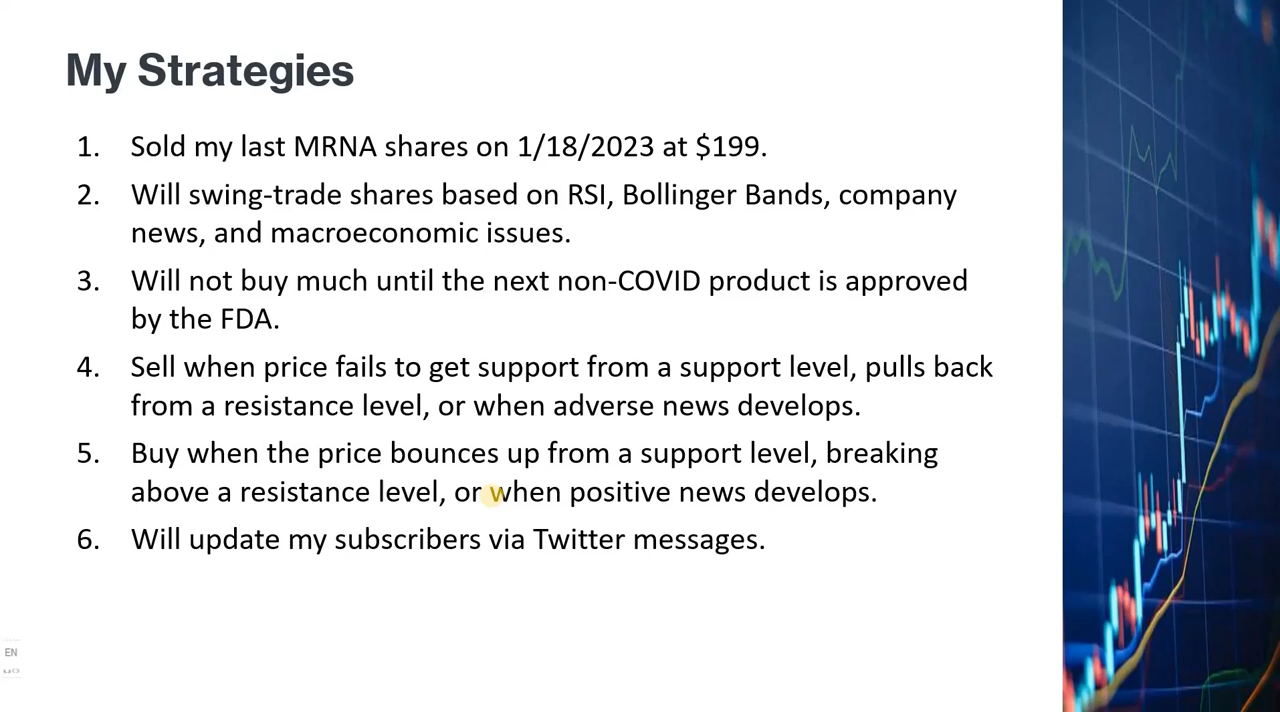 My Strategies
1. Sold my last MRNA shares on 1/18/2023 at $199.
2. Will swing-trade shares based on RSI, Bollinger Bands, company
news, and macroeconomic issues.
3. Will not buy much until the next non-COVID product is approved
by the FDA.
4. Sell when price fails to get support from a support level, pulls back
from a resistance level, or when adverse news develops.
5. Buy when the price bounces up from a support level, breaking
above a resistance level, or when positive news develops.
6. Will update my subscribers via Twitter messages.
EN